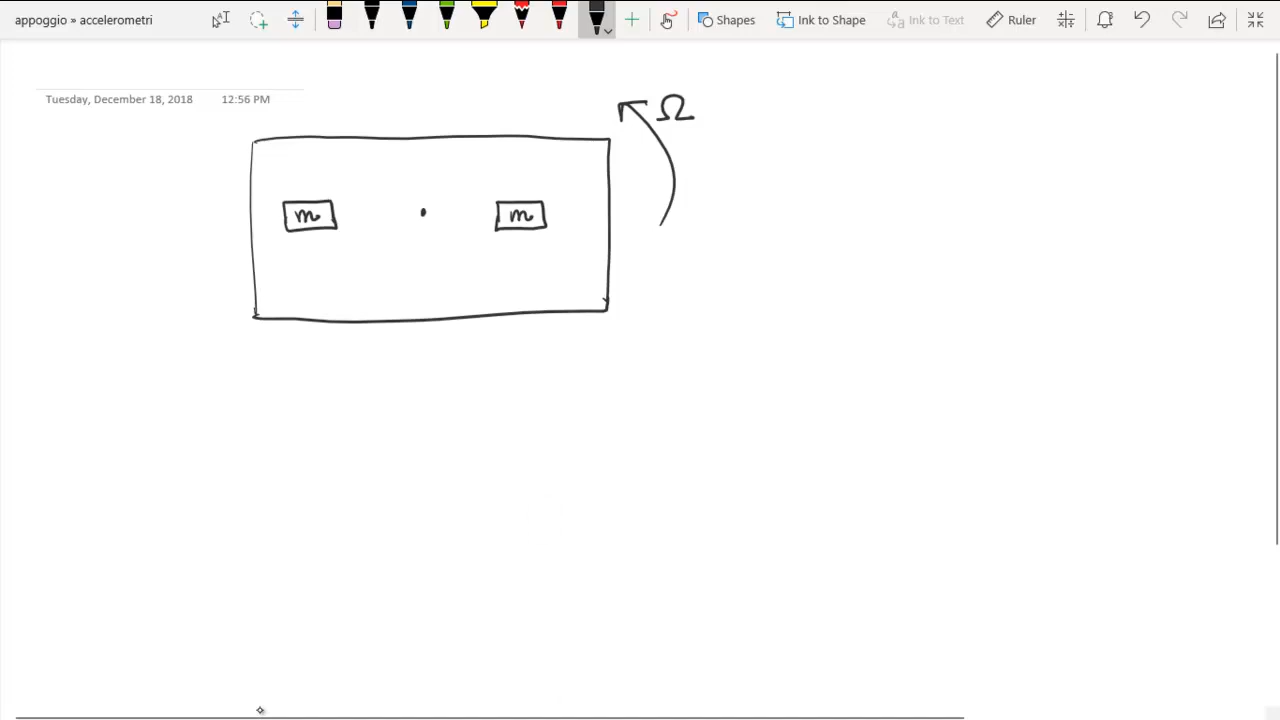 appoggio » accelerometri
Shapes
Ink to Shape
Ink to Text
Ruler
Tuesday, December 18, 2018 12:56 PM
Ω
m
m